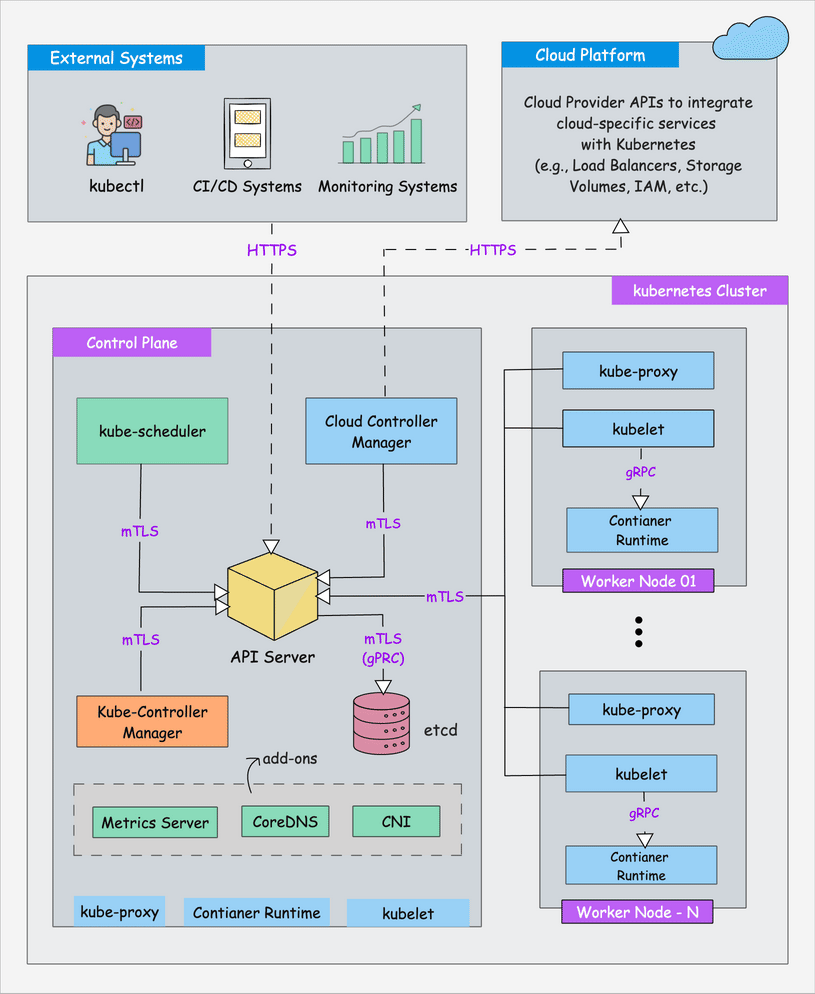 External Systems
kubectl
CI/CD Systems
Monitoring Systems
Cloud Platform
Cloud Provider APIs to integrate
cloud-specific services
with Kubernetes
(e.g., Load Balancers, Storage
Volumes, IAM, etc.)
HTTPS
HTTPS
kubernetes Cluster
Control Plane
kube-scheduler
Cloud Controller
Manager
mTLS
mTLS
API Server
mTLS
mTLS
mTLS
(gPRC)
Kube-Controller
Manager
etcd
add-ons
Metrics Server
CoreDNS
CNI
kube-proxy
Contianer Runtime
kubelet
kube-proxy
kubelet
gRPC
Contianer
Runtime
Worker Node 01
kube-proxy
kubelet
gRPC
Contianer
Runtime
Worker Node - N